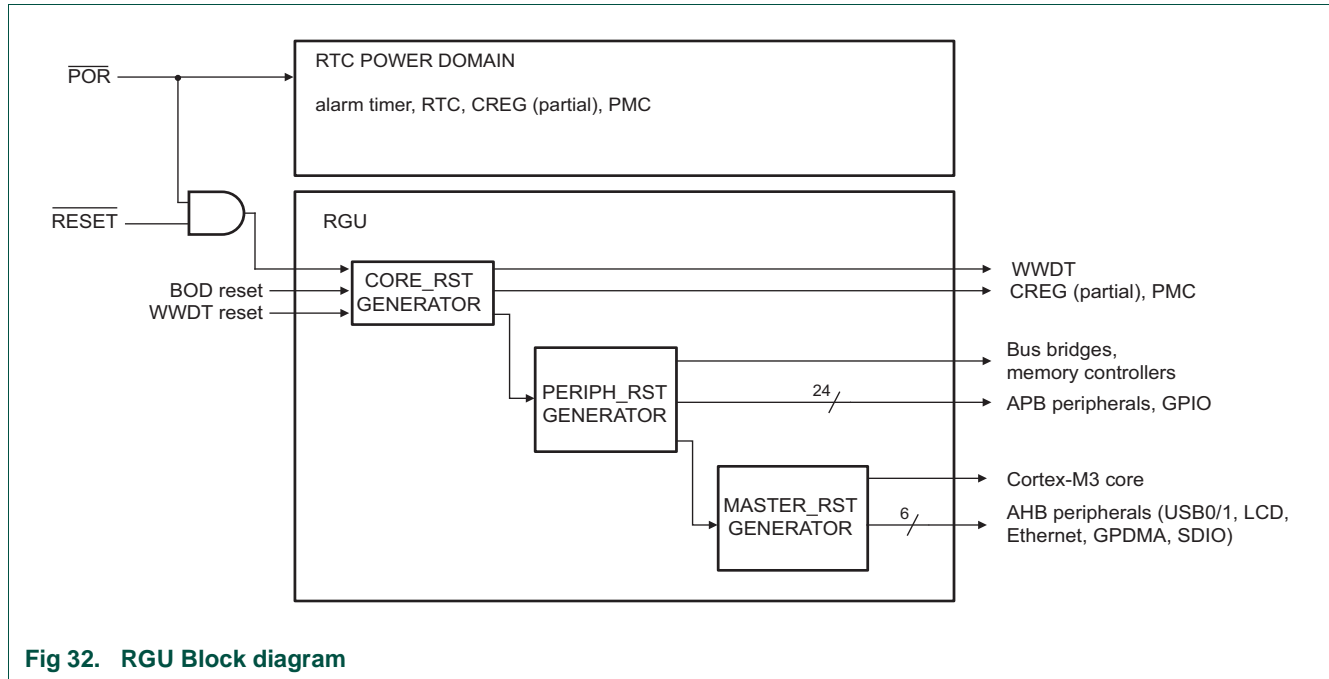 POR
RTC POWER DOMAIN
alarm timer, RTC, CREG (partial), PMC
RESET
RGU
BOD reset
WWDT reset
CORE_RST
GENERATOR
WWDT
CREG (partial), PMC
PERIPH_RST
GENERATOR
Bus bridges,
memory controllers
24
APB peripherals, GPIO
MASTER_RST
GENERATOR
Cortex-M3 core
6
AHB peripherals (USB0/1, LCD,
Ethernet, GPDMA, SDIO)
Fig 32. RGU Block diagram